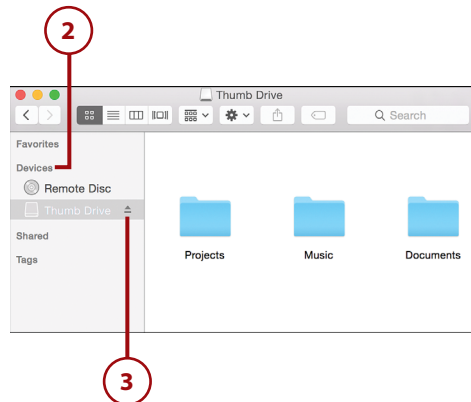 2
Thumb Drive
Search
Favorites
Devices
Remote Disc
Thumb Drive
Shared
Tags
Projects
Music
Documents
3